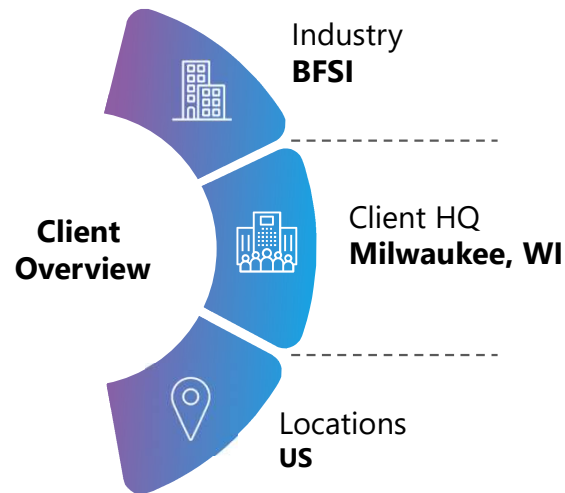 Industry
BFSI
Client
Overview
Client HQ
Milwaukee, WI
Locations
US